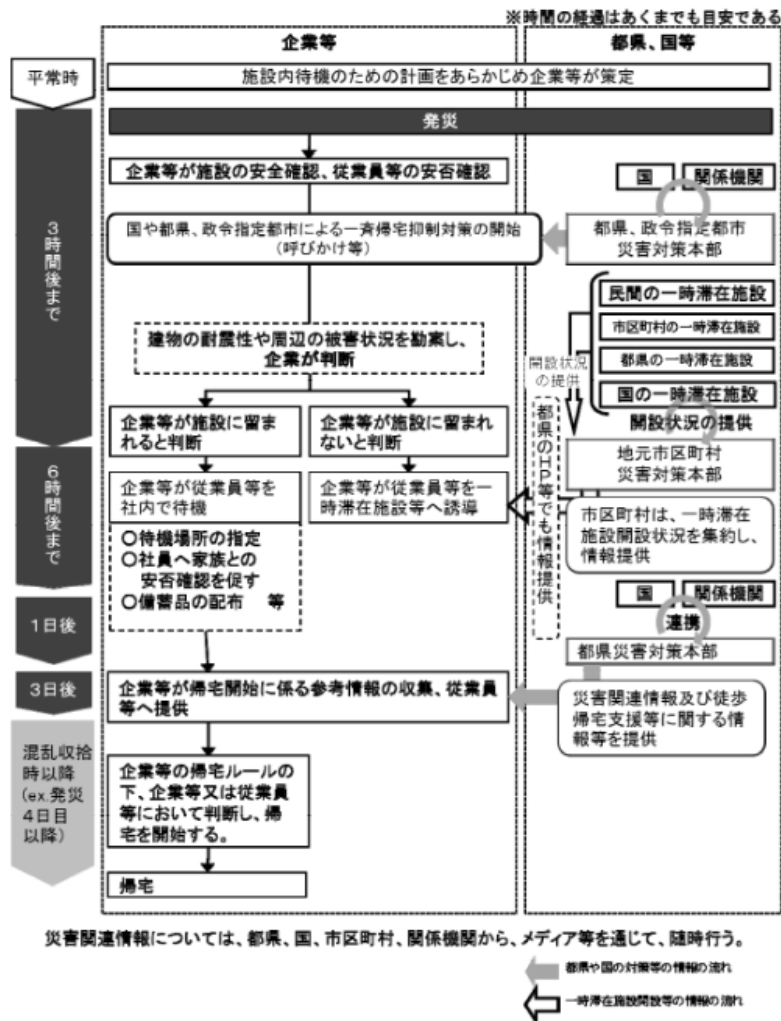 ※時間の経過はあくまでも目安である
企業等
都県、国等
平常時
施設内待機のための計画をあらかじめ企業等が策定
発災
3時間後まで
企業等が施設の安全確認、従業員等の安否確認
国
関係機関
国や都県、政令指定都市による一斉帰宅抑制対策の開始
(呼びかけ等)
都県、政令指定都市
災害対策本部
建物の耐震性や周辺の被害状況を勘案し、
企業が判断
民間の一時滞在施設
市区町村の一時滞在施設
都県の一時滞在施設
国の一時滞在施設
開設状況
の提供
開設状況の提供
企業等が施設に留ま
れると判断
企業等が施設に留まれ
ないと判断
地元市区町村
災害対策本部
6時間後まで
企業等が従業員等を
社内で待機
企業等が従業員等を一
時滞在施設等へ誘導
都県のHP等でも情報提供
市区町村は、一時滞在
施設開設状況を集約し、
情報提供
○待機場所の指定
○社員へ家族との
安否確認を促す
○備蓄品の配布 等
国
関係機関
連携
都県災害対策本部
1日後
3日後
企業等が帰宅開始に係る参考情報の収集、従業員
等へ提供
災害関連情報及び徒歩
帰宅支援等に関する情
報等を提供
混乱収拾
時以降
(ex.発災
4日目
以降)
企業等の帰宅ルールの
下、企業等又は従業員
等において判断し、帰
宅を開始する。
帰宅
災害関連情報については、都県、国、市区町村、関係機関から、メディア等を通じて、随時行う。
都県や国の対策等の情報の流れ
一時滞在施設開設等の情報の流れ